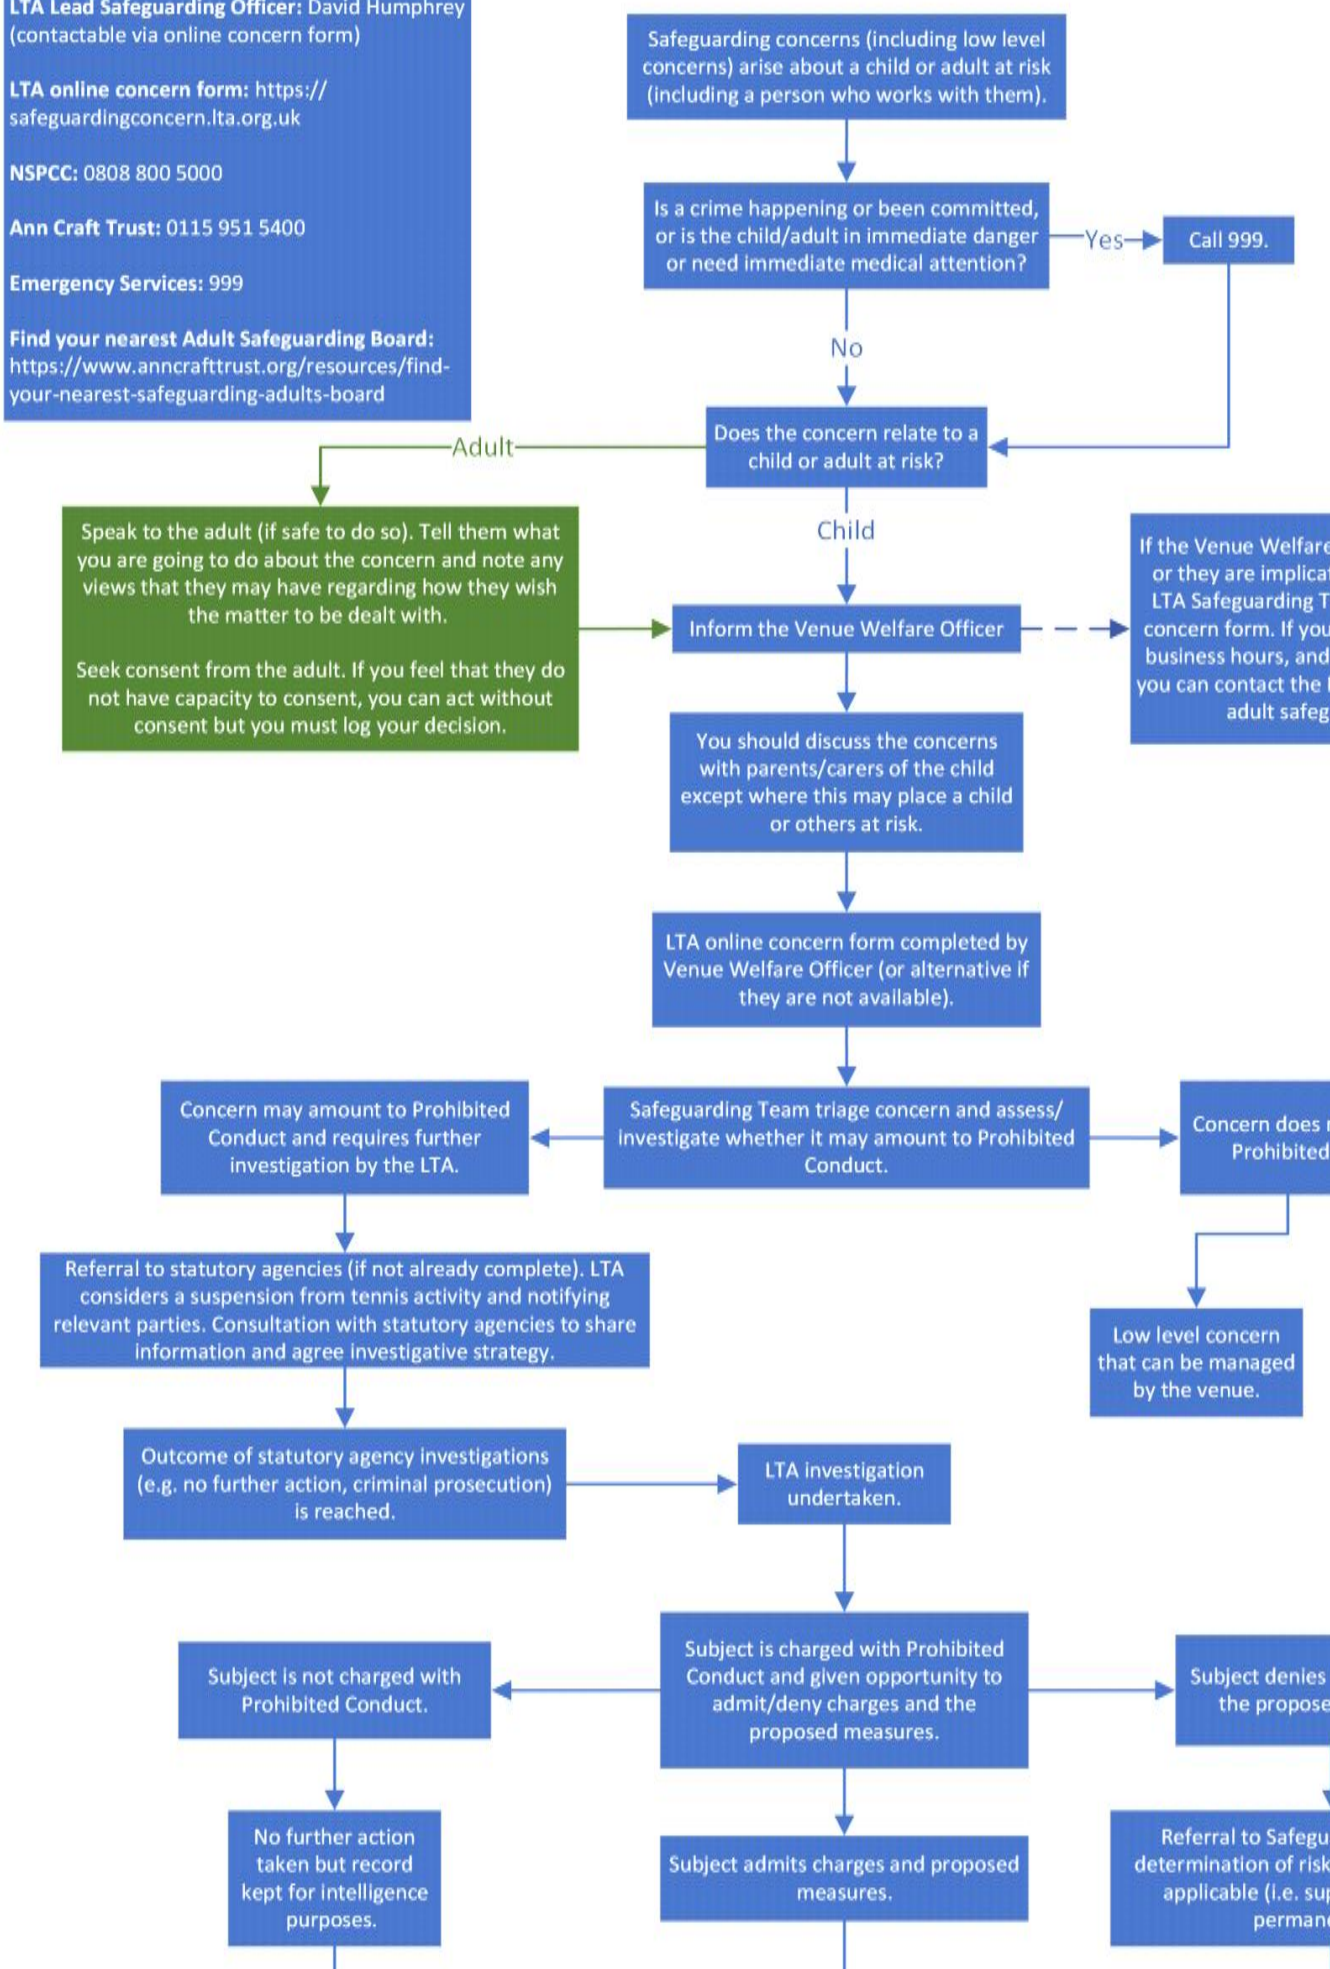 LTA Lead Safeguarding Officer: David Humphrey
(contactable via online concern form)
LTA online concern form: https://
safeguardingconcern.lta.org.uk
NSPCC: 0808 800 5000
Ann Craft Trust: 0115 951 5400
Emergency Services: 999
Find your nearest Adult Safeguarding Board:
https://www.anncrafttrust.org/resources/find-
your-nearest-safeguarding-adults-board
Safeguarding concerns (including low level
concerns) arise about a child or adult at risk
(including a person who works with them).
Is a crime happening or been committed,
or is the child/adult in immediate danger
or need immediate medical attention?
Yes
Call 999.
No
Does the concern relate to a
child or adult at risk?
Adult
Speak to the adult (if safe to do so). Tell them what
you are going to do about the concern and note any
views that they may have regarding how they wish
the matter to be dealt with.
Seek consent from the adult. If you feel that they do
not have capacity to consent, you can act without
consent but you must log your decision.
Child
Inform the Venue Welfare Officer
If the Venue Welfare
or they are
LTA Safeguarding
concern form. If you
business hours, and
you can contact the
adult
You should discuss the concerns
with parents/carers of the child
except where this may place a child
or others at risk.
LTA online concern form completed by
Venue Welfare Officer (or alternative if
they are not available).
Safeguarding Team triage concern and assess/
investigate whether it may amount to Prohibited
Conduct.
Concern may amount to Prohibited
Conduct and requires further
investigation by the LTA.
Concern does
Prohibited
Referral to statutory agencies (if not already complete). LTA
considers a suspension from tennis activity and notifying
relevant parties. Consultation with statutory agencies to share
information and agree investigative strategy.
Low level concern
that can be managed
by the venue.
Outcome of statutory agency investigations
(e.g. no further action, criminal prosecution)
is reached.
LTA investigation
undertaken.
Subject is charged with Prohibited
Conduct and given opportunity to
admit/deny charges and the
proposed measures.
Subject is not charged with
Prohibited Conduct.
Subject denies
the
No further action
taken but record
kept for intelligence
purposes.
Subject admits charges and proposed
measures.
Referral to
determination of risk
applicable (i.e.